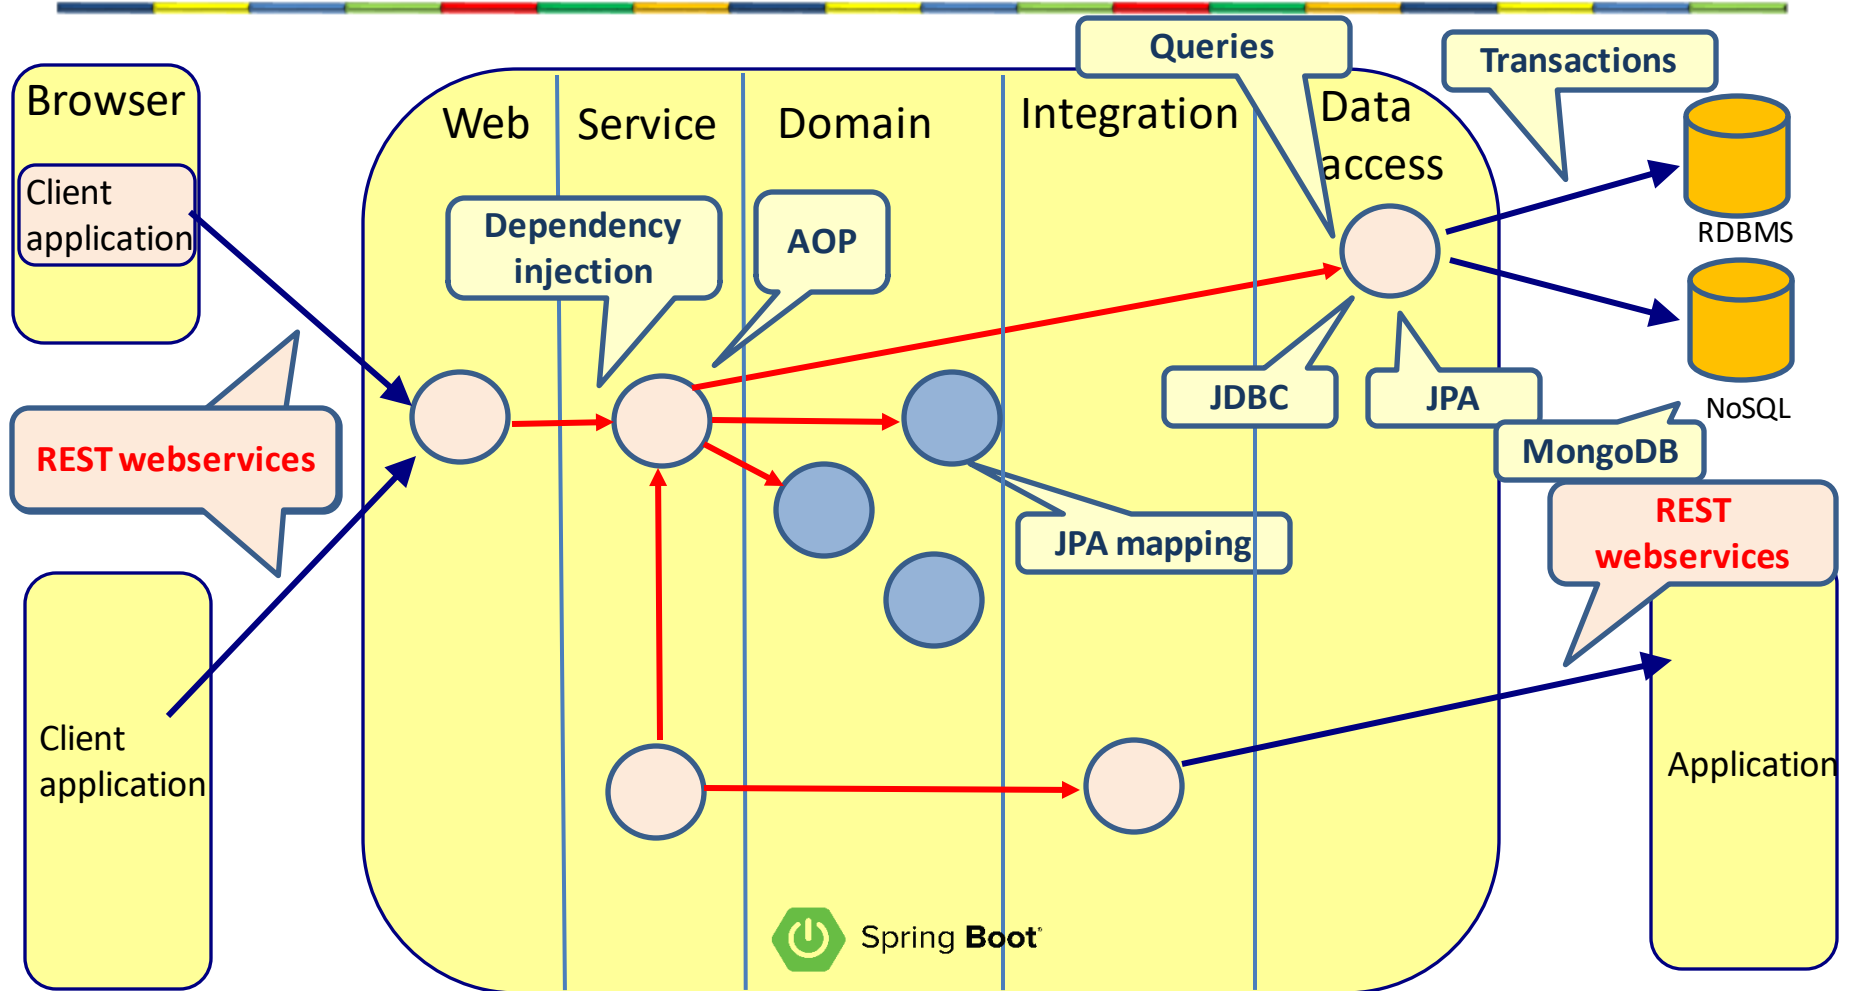 Browser
Client
application
Web
Service
Domain
Integration
Data
access
Queries
Transactions
RDBMS
NoSQL
Dependency
injection
AOP
JDBC
JPA
MongoDB
REST webservices
JPA mapping
REST
webservices
Client
application
Application
Spring Boot